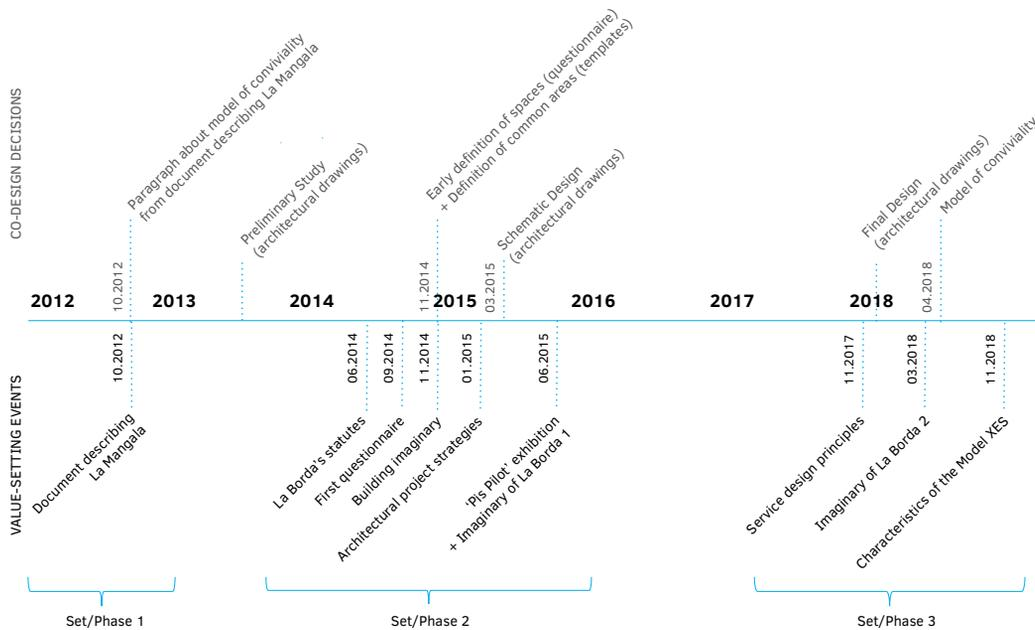 CO-DESIGN DECISIONS
Paragraph about model of conviviality
from document describing La Mangala
Preliminary Study
(architectural drawings)
Early definition of spaces (questionnaire)
+ Definition of common areas (templates)
Schematic Design
(architectural drawings)
Final Design
(architectural drawings)
Model of conviviality
10.2012
11.2014
03.2015
04.2018
2012
2013
2014
2015
2016
2017
2018
10.2012
06.2014
09.2014
11.2014
01.2015
06.2015
11.2017
03.2018
11.2018
VALUE-SETTING EVENTS
Document describing
La Mangala
La Borda's statutes
First questionnaire
Building imaginary
Architectural project strategies
'Pis Pilot' exhibition
+ Imaginary of La Borda 1
Service design principles
Imaginary of La Borda 2
Characteristics of the Model XES
Set/Phase 1
Set/Phase 2
Set/Phase 3